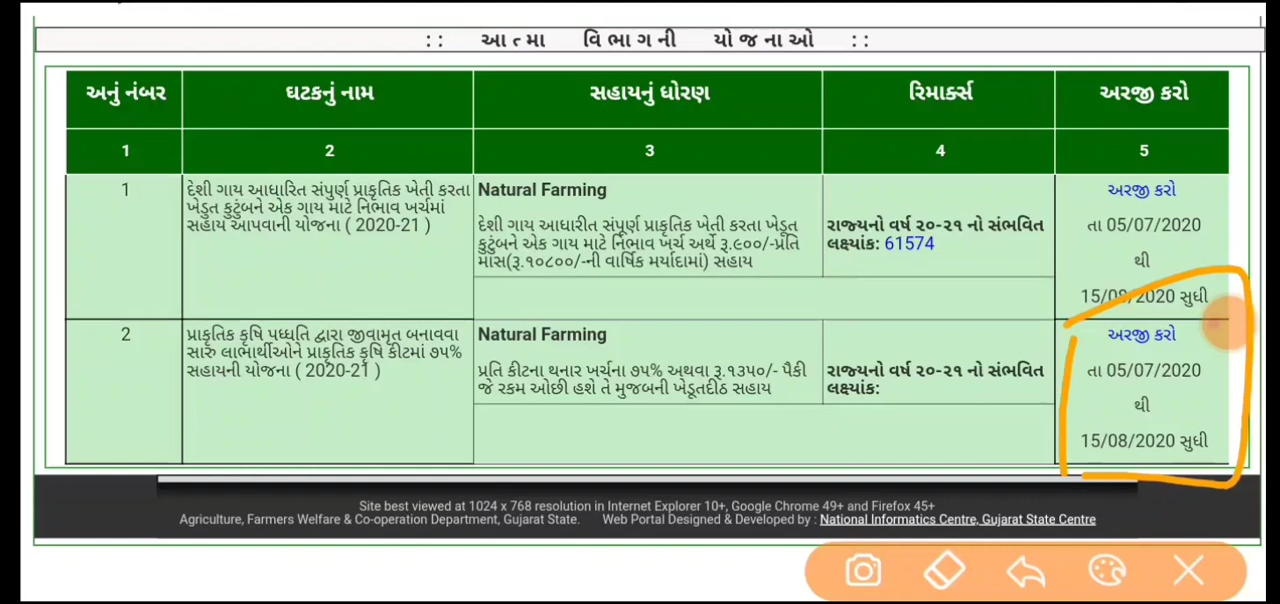 :: આત્મા વિભાગની યોજનાઓ ::
અનું નંબર ઘટકનું નામ સહાયનું ધોરણ રિમાર્ક્સ અરજી કરો
1 2 3 4 5
1
દેશી ગાય આધારિત સંપુર્ણ પ્રાકૃતિક ખેતી કરતા
ખેડુત કુટુંબને એક ગાય માટે નિભાવ ખર્ચમાં
સહાય આપવાની યોજના ( 2020-21 )
Natural Farming
દેશી ગાય આધારીત સંપૂર્ણ પ્રાકૃતિક ખેતી કરતા ખેડૂત
કુટુંબને એક ગાય માટે નિભાવ ખર્ચ અર્થે રૂ.૯૦૦/-પ્રતિ
માસ(રૂ.૧૦૮૦૦/-ની વાર્ષિક મર્યાદામાં) સહાય
રાજ્યનો વર્ષ ૨૦-૨૧ નો સંભવિત
લક્ષ્યાંક: 61574
અરજી કરો
તા 05/07/2020
થી
15/08/2020 સુધી
2
પ્રાકૃતિક કૃષિ પધ્ધતિ દ્વારા જીવામૃત બનાવવા
સારુ લાભાર્થીઓને પ્રાકૃતિક કૃષિ કીટમાં ૭૫%
સહાયની યોજના ( 2020-21 )
Natural Farming
પ્રતિ કીટના થનાર ખર્ચના ૭૫% અથવા રૂ.૧૩૫૦/- પૈકી
જે રકમ ઓછી હશે તે મુજબની ખેડૂતદીઠ સહાય
રાજ્યનો વર્ષ ૨૦-૨૧ નો સંભવિત
લક્ષ્યાંક:
અરજી કરો
તા 05/07/2020
થી
15/08/2020 સુધી
Site best viewed at 1024 x 768 resolution in Internet Explorer 10+, Google Chrome 49+ and Firefox 45+
Agriculture, Farmers Welfare & Co-operation Department, Gujarat State. Web Portal Designed & Developed by : National Informatics Centre, Gujarat State Centre